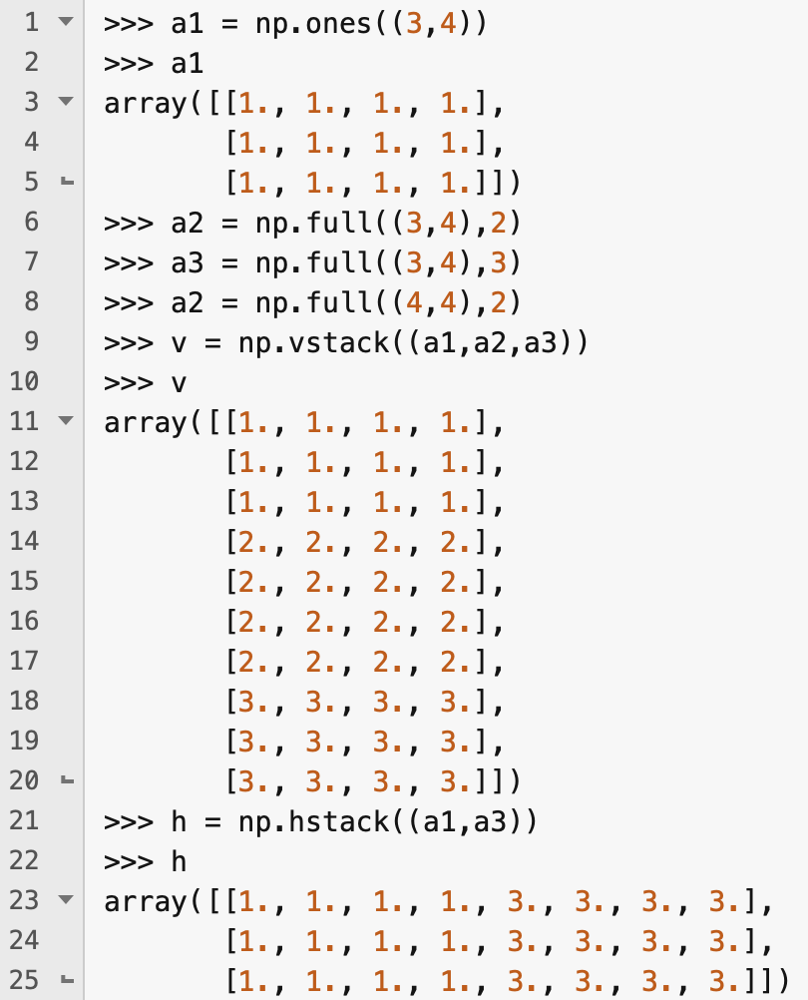 1 >>> a1 = np.ones((3,4))
2 >>> a1
3 array([[1., 1., 1., 1.],
4        [1., 1., 1., 1.],
5        [1., 1., 1., 1.]])
6 >>> a2 = np.full((3,4),2)
7 >>> a3 = np.full((3,4),3)
8 >>> a2 = np.full((4,4),2)
9 >>> v = np.vstack((a1,a2,a3))
10 >>> v
11 array([[1., 1., 1., 1.],
12        [1., 1., 1., 1.],
13        [1., 1., 1., 1.],
14        [2., 2., 2., 2.],
15        [2., 2., 2., 2.],
16        [2., 2., 2., 2.],
17        [2., 2., 2., 2.],
18        [3., 3., 3., 3.],
19        [3., 3., 3., 3.],
20        [3., 3., 3., 3.]])
21 >>> h = np.hstack((a1,a3))
22 >>> h
23 array([[1., 1., 1., 1., 3., 3., 3., 3.],
24        [1., 1., 1., 1., 3., 3., 3., 3.],
25        [1., 1., 1., 1., 3., 3., 3., 3.]])